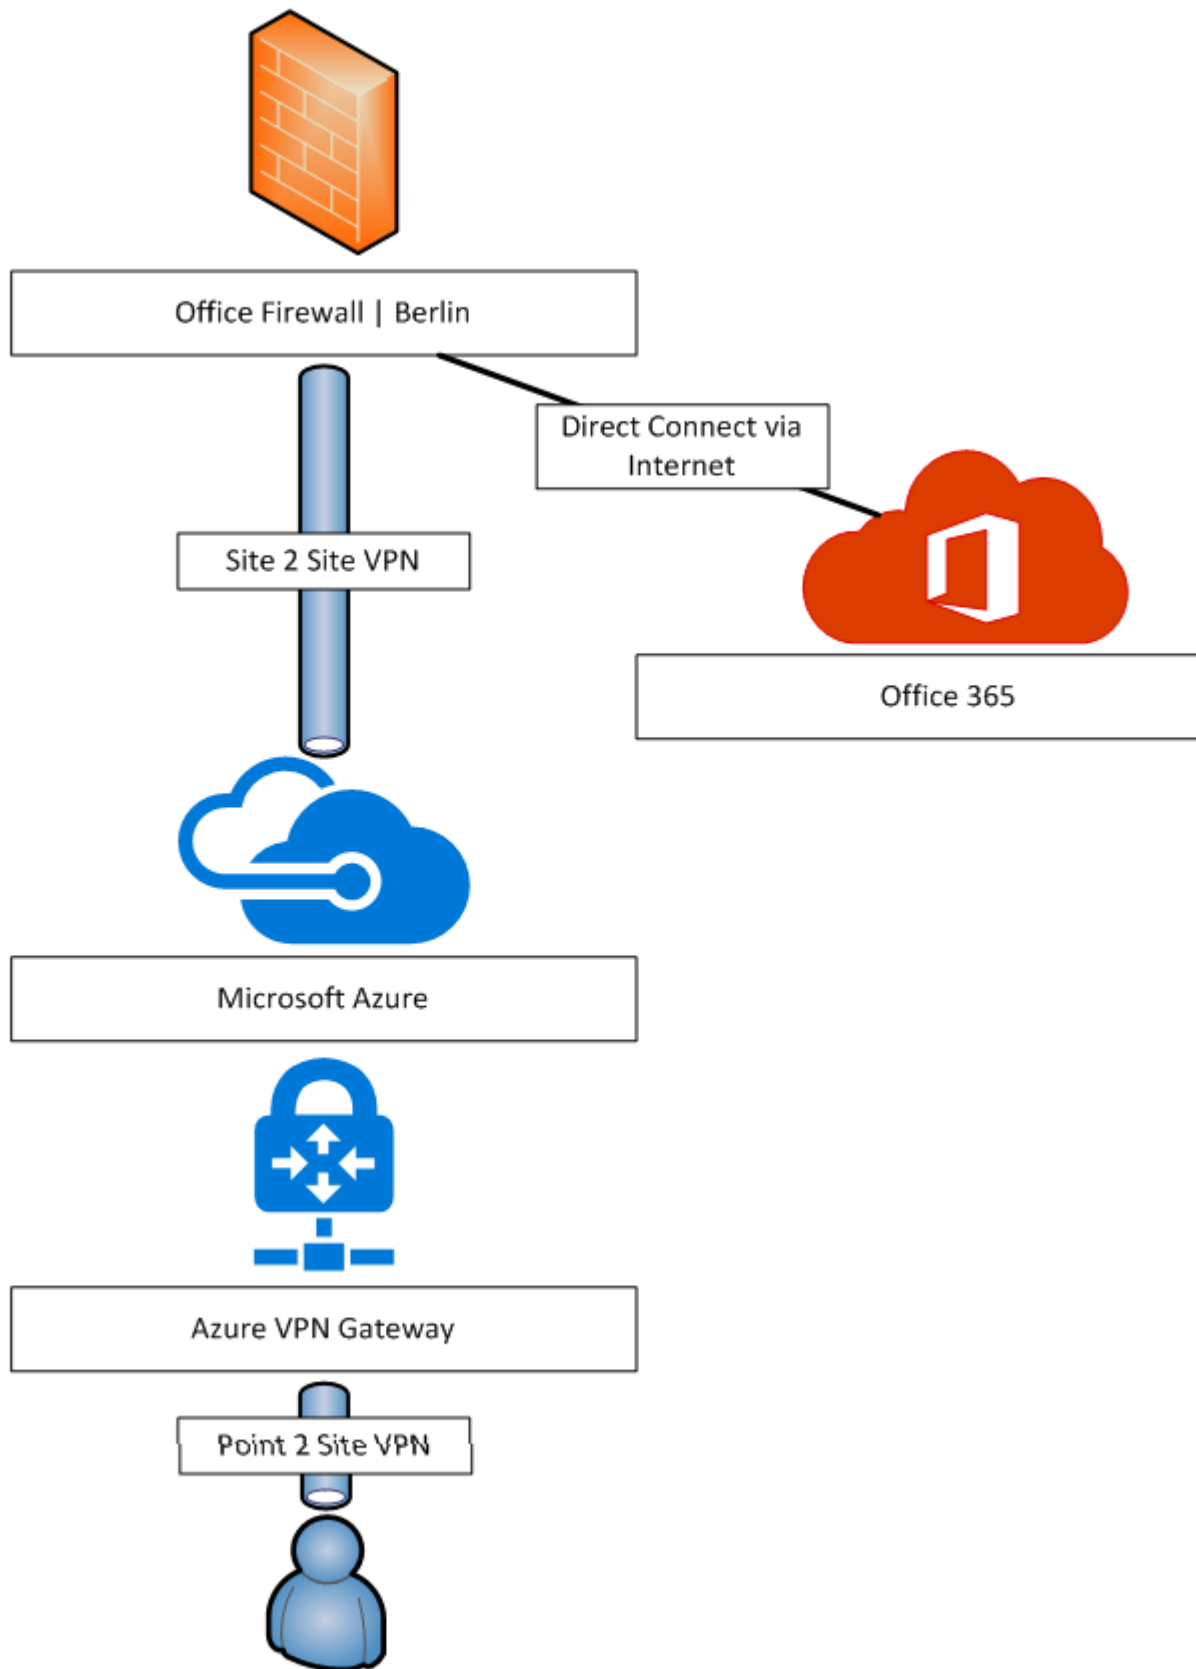 Office Firewall | Berlin
Direct Connect via
Internet
Site 2 Site VPN
Office 365
Microsoft Azure
Azure VPN Gateway
Point 2 Site VPN